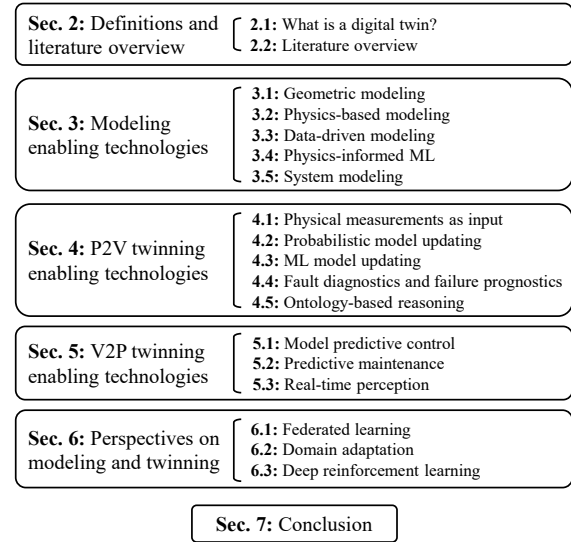 Sec. 2: Definitions and
literature overview
2.1: What is a digital twin?
2.2: Literature overview
Sec. 3: Modeling
enabling technologies
3.1: Geometric modeling
3.2: Physics-based modeling
3.3: Data-driven modeling
3.4: Physics-informed ML
3.5: System modeling
Sec. 4: P2V twinning
enabling technologies
4.1: Physical measurements as input
4.2: Probabilistic model updating
4.3: ML model updating
4.4: Fault diagnostics and failure prognostics
4.5: Ontology-based reasoning
Sec. 5: V2P twinning
enabling technologies
5.1: Model predictive control
5.2: Predictive maintenance
5.3: Real-time perception
Sec. 6: Perspectives on
modeling and twinning
6.1: Federated learning
6.2: Domain adaptation
6.3: Deep reinforcement learning
Sec. 7: Conclusion